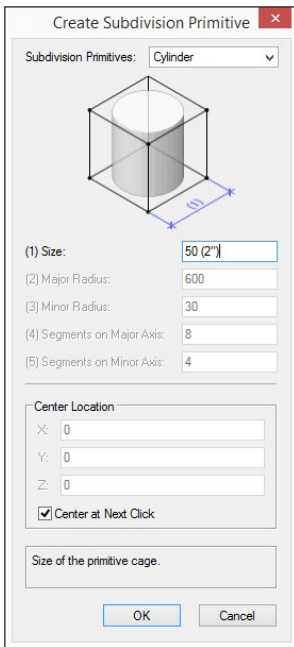 Create Subdivision Primitive
Subdivision Primitives: Cylinder
(1)
(1) Size: 50 (2")
(2) Major Radius: 600
(3) Minor Radius: 30
(4) Segments on Major Axis: 8
(5) Segments on Minor Axis: 4
Center Location
X: 0
Y: 0
Z: 0
Center at Next Click
Size of the primitive cage.
OK Cancel